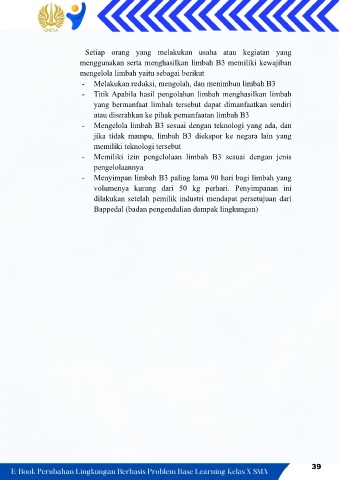 UNESA
Setiap orang yang melakukan usaha atau kegiatan yang
menggunakan serta menghasilkan limbah B3 memiliki kewajiban
mengelola limbah yaitu sebagai berikut
- Melakukan reduksi, mengolah, dan menimbun limbah B3
- Titik Apabila hasil pengolahan limbah menghasilkan limbah
yang bermanfaat limbah tersebut dapat dimanfaatkan sendiri
atau diserahkan ke pihak pemanfaatan limbah B3
- Mengelola limbah B3 sesuai dengan teknologi yang ada, dan
jika tidak mampu, limbah B3 diekspor ke negara lain yang
memiliki teknologi tersebut
- Memiliki izin pengelolaan limbah B3 sesuai dengan jenis
pengelolaannya
- Menyimpan limbah B3 paling lama 90 hari bagi limbah yang
volumenya kurang dari 50 kg perhari. Penyimpanan ini
dilakukan setelah pemilik industri mendapat persetujuan dari
Bappedal (badan pengendalian dampak lingkungan)
E-Book Perubahan Lingkungan Berbasis Problem Base Learning Kelas X SMA
39